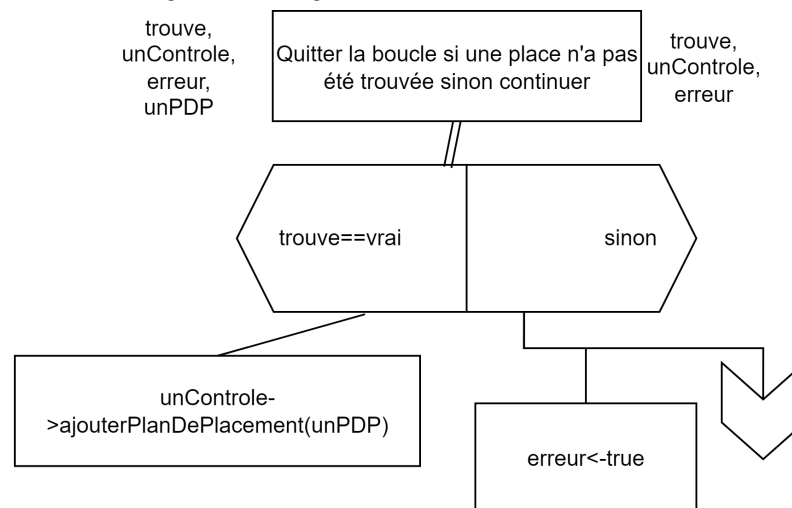 trouve,
unControle,
erreur,
unPDP
Quitter la boucle si une place n'a pas
été trouvée sinon continuer
trouve,
unControle,
erreur
trouve==vrai
sinon
unControle-
>ajouterPlanDePlacement(unPDP)
erreur<-true